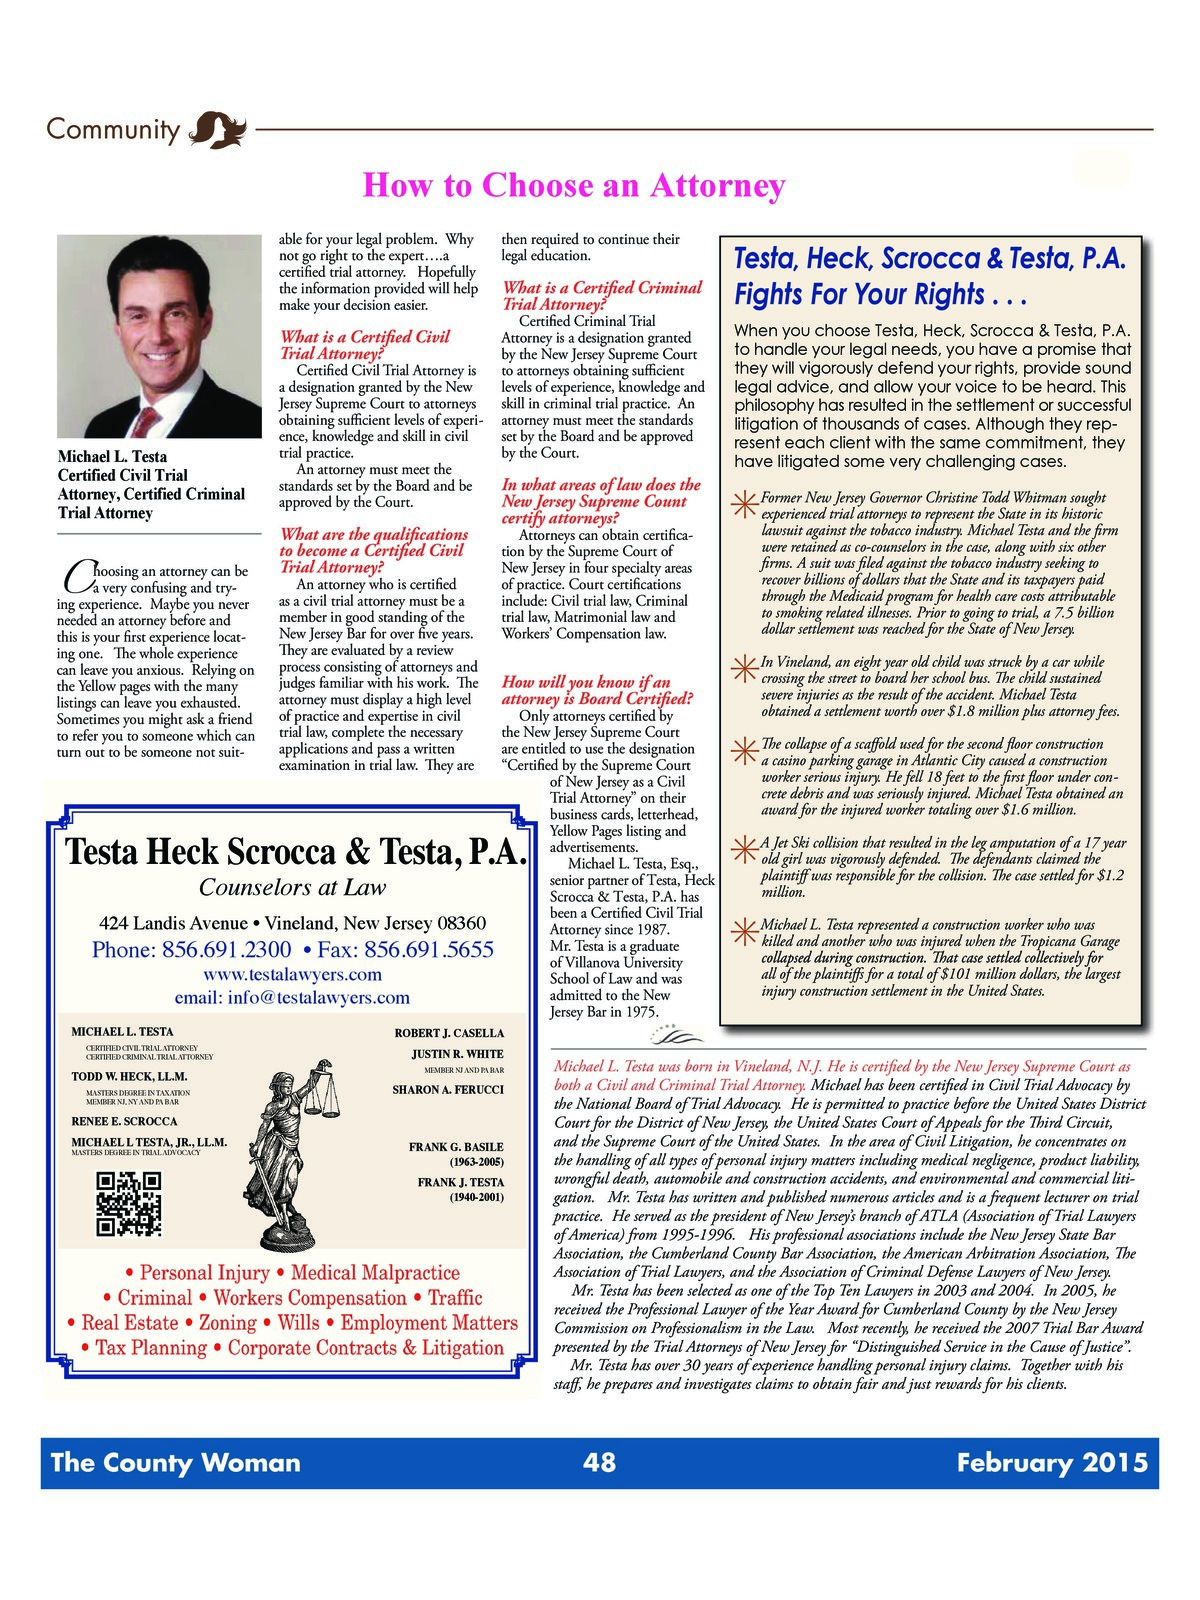 Community
How to Choose an Attorney
Michael L. Testa
Certified Civil Trial
Attorney, Certified Criminal
Trial Attorney
Choosing an attorney can be
a very confusing and try-
ing experience. Maybe you never
needed an attorney before and
this is your first experience locat-
ing one. The whole experience
can leave you anxious. Relying on
the Yellow pages with the many
listings can leave you exhausted.
Sometimes you might ask a friend
to refer you to someone which can
turn out to be someone not suit-
able for your legal problem. Why
not go right to the expert….a
certified trial attorney. Hopefully
the information provided will help
make your decision easier.
What is a Certified Civil
Trial Attorney?
Certified Civil Trial Attorney is
a designation granted by the New
Jersey Supreme Court to attorneys
obtaining sufficient levels of experi-
ence, knowledge and skill in civil
trial practice.
An attorney must meet the
standards set by the Board and be
approved by the Court.
What are the qualifications
to become a Certified Civil
Trial Attorney?
An attorney who is certified
as a civil trial attorney must be a
member in good standing of the
New Jersey Bar for over five years.
They are evaluated by a review
process consisting of attorneys and
judges familiar with his work. The
attorney must display a high level
of practice and expertise in civil
trial law, complete the necessary
applications and pass a written
examination in trial law. They are
then required to continue their
legal education.
What is a Certified Criminal
Trial Attorney?
Certified Criminal Trial
Attorney is a designation granted
by the New Jersey Supreme Court
to attorneys obtaining sufficient
levels of experience, knowledge and
skill in criminal trial practice. An
attorney must meet the standards
set by the Board and be approved
by the Court.
In what areas of law does the
New Jersey Supreme Count
certify attorneys?
Attorneys can obtain certifica-
tion by the Supreme Court of
New Jersey in four specialty areas
of practice. Court certifications
include: Civil trial law, Criminal
trial law, Matrimonial law and
Workers' Compensation law.
How will you know if an
attorney is Board Certified?
Only attorneys certified by
the New Jersey Supreme Court
are entitled to use the designation
"Certified by the Supreme Court
of New Jersey as a Civil
Trial Attorney" on their
business cards, letterhead,
Yellow Pages listing and
advertisements.
Michael L. Testa, Esq.,
senior partner of Testa, Heck
Scrocca & Testa, P.A. has
been a Certified Civil Trial
Attorney since 1987.
Mr. Testa is a graduate
of Villanova University
School of Law and was
admitted to the New
Jersey Bar in 1975.
Testa, Heck, Scrocca & Testa, P.A.
Fights For Your Rights . . .
When you choose Testa, Heck, Scrocca & Testa, P.A.
to handle your legal needs, you have a promise that
they will vigorously defend your rights, provide sound
legal advice, and allow your voice to be heard. This
philosophy has resulted in the settlement or successful
litigation of thousands of cases. Although they rep-
resent each client with the same commitment, they
have litigated some very challenging cases.
Former New Jersey Governor Christine Todd Whitman sought
experienced trial attorneys to represent the State in its historic
lawsuit against the tobacco industry. Michael Testa and the firm
were retained as co-counselors in the case, along with six other
firms. A suit was filed against the tobacco industry seeking to
recover billions of dollars that the State and its taxpayers paid
through the Medicaid program for health care costs attributable
to smoking related illnesses. Prior to going to trial, a 7.5 billion
dollar settlement was reached for the State of New Jersey.
In Vineland, an eight year old child was struck by a car while
crossing the street to board her school bus. The child sustained
severe injuries as the result of the accident. Michael Testa
obtained a settlement worth over $1.8 million plus attorney fees.
The collapse of a scaffold used for the second floor construction
a casino parking garage in Atlantic City caused a construction
worker serious injury. He fell 18 feet to the first floor under con-
crete debris and was seriously injured. Michael Testa obtained an
award for the injured worker totaling over $1.6 million.
A Jet Ski collision that resulted in the leg amputation of a 17 year
old girl was vigorously defended. The defendants claimed the
plaintiff was responsible for the collision. The case settled for $1.2
million.
Michael L. Testa represented a construction worker who was
killed and another who was injured when the Tropicana Garage
collapsed during construction. That case settled collectively for
all of the plaintiffs for a total of $101 million dollars, the largest
injury construction settlement in the United States.
Testa Heck Scrocca & Testa, P.A.
Counselors at Law
424 Landis Avenue • Vineland, New Jersey 08360
Phone: 856.691.2300 • Fax: 856.691.5655
www.testalawyers.com
email: info@testalawyers.com
MICHAEL L. TESTA
CERTIFIED CIVIL TRIAL ATTORNEY
CERTIFIED CRIMINAL TRIAL ATTORNEY
TODD W. HECK, LL.M.
MASTERS DEGREE IN TAXATION
MEMBER NJ, NY AND PA BAR
RENEE E. SCROCCA
MICHAEL L TESTA, JR., LL.M.
MASTERS DEGREE IN TRIAL ADVOCACY
ROBERT J. CASELLA
JUSTIN R. WHITE
MEMBER NJ AND PA BAR
SHARON A. FERUCCI
FRANK G. BASILE
(1963-2005)
FRANK J. TESTA
(1940-2001)
• Personal Injury • Medical Malpractice
• Criminal • Workers Compensation • Traffic
• Real Estate • Zoning • Wills • Employment Matters
• Tax Planning • Corporate Contracts & Litigation
Michael L. Testa was born in Vineland, N.J. He is certified by the New Jersey Supreme Court as
both a Civil and Criminal Trial Attorney. Michael has been certified in Civil Trial Advocacy by
the National Board of Trial Advocacy. He is permitted to practice before the United States District
Court for the District of New Jersey, the United States Court of Appeals for the Third Circuit,
and the Supreme Court of the United States. In the area of Civil Litigation, he concentrates on
the handling of all types of personal injury matters including medical negligence, product liability,
wrongful death, automobile and construction accidents, and environmental and commercial liti-
gation. Mr. Testa has written and published numerous articles and is a frequent lecturer on trial
practice. He served as the president of New Jersey's branch of ATLA (Association of Trial Lawyers
of America) from 1995-1996. His professional associations include the New Jersey State Bar
Association, the Cumberland County Bar Association, the American Arbitration Association, The
Association of Trial Lawyers, and the Association of Criminal Defense Lawyers of New Jersey.
Mr. Testa has been selected as one of the Top Ten Lawyers in 2003 and 2004. In 2005, he
received the Professional Lawyer of the Year Award for Cumberland County by the New Jersey
Commission on Professionalism in the Law. Most recently, he received the 2007 Trial Bar Award
presented by the Trial Attorneys of New Jersey for "Distinguished Service in the Cause of Justice".
Mr. Testa has over 30 years of experience handling personal injury claims. Together with his
staff, he prepares and investigates claims to obtain fair and just rewards for his clients.
The County Woman
48
February 2015